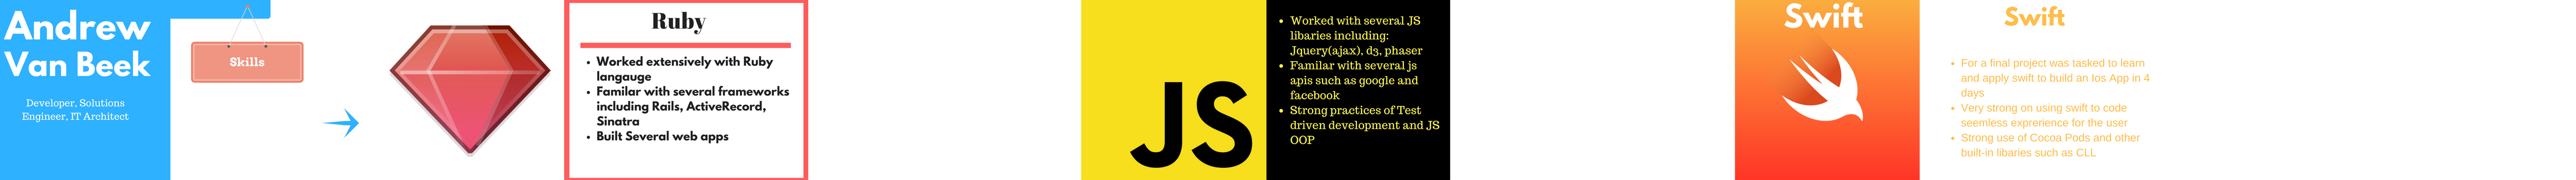 Andrew
Van Beek
Developer, Solutions
Engineer, IT Architect
Skills
Ruby
• Worked extensively with Ruby
langauge
• Familar with several frameworks
including Rails, ActiveRecord,
Sinatra
• Built Several web apps
JS
• Worked with several JS
libaries including:
Jquery(ajax), d3, phaser
• Familar with several js
apis such as google and
facebook
• Strong practices of Test
driven development and JS
OOP
Swift
Swift
• For a final project was tasked to learn
and apply swift to build an Ios App in 4
days
• Very strong on using swift to code
seemless exprerience for the user
• Strong use of Cocoa Pods and other
built-in libaries such as CLL